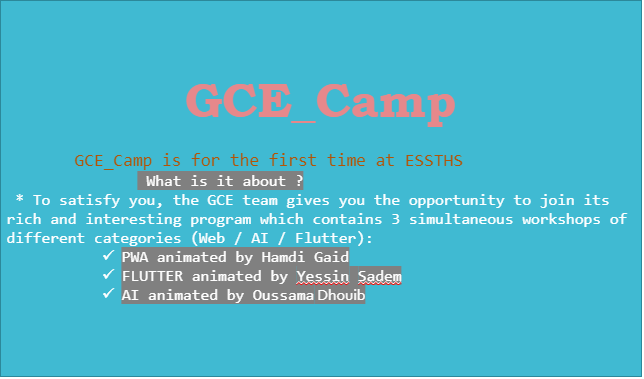 GCE_Camp
GCE_Camp is for the first time at ESSTHS
What is it about ?
* To satisfy you, the GCE team gives you the opportunity to join its
rich and interesting program which contains 3 simultaneous workshops of
different categories (Web / AI / Flutter):
✓ PWA animated by Hamdi Gaid
✓ FLUTTER animated by Yessin Sadem
✓ AI animated by Oussama Dhouib